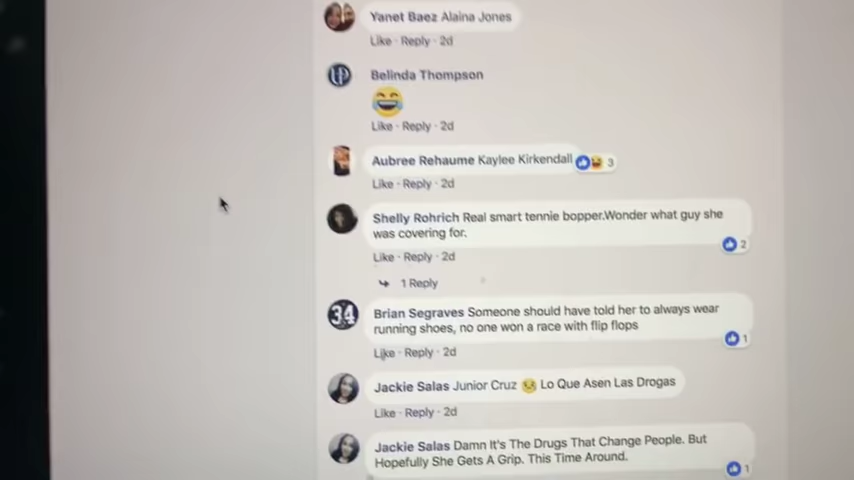 Yanet Baez Alaina Jones
Like · Reply · 2d
Belinda Thompson
Like · Reply · 2d
Aubree Rehaume Kaylee Kirkendall 3
Like · Reply · 2d
Shelly Rohrich Real smart tennie bopper.Wonder what guy she
was covering for.
2
Like · Reply · 2d
1 Reply
34
Brian Segraves Someone should have told her to always wear
running shoes, no one won a race with flip flops
1
Like · Reply · 2d
Jackie Salas Junior Cruz Lo Que Asen Las Drogas
Like · Reply · 2d
Jackie Salas Damn It's The Drugs That Change People. But
Hopefully She Gets A Grip. This Time Around.
1